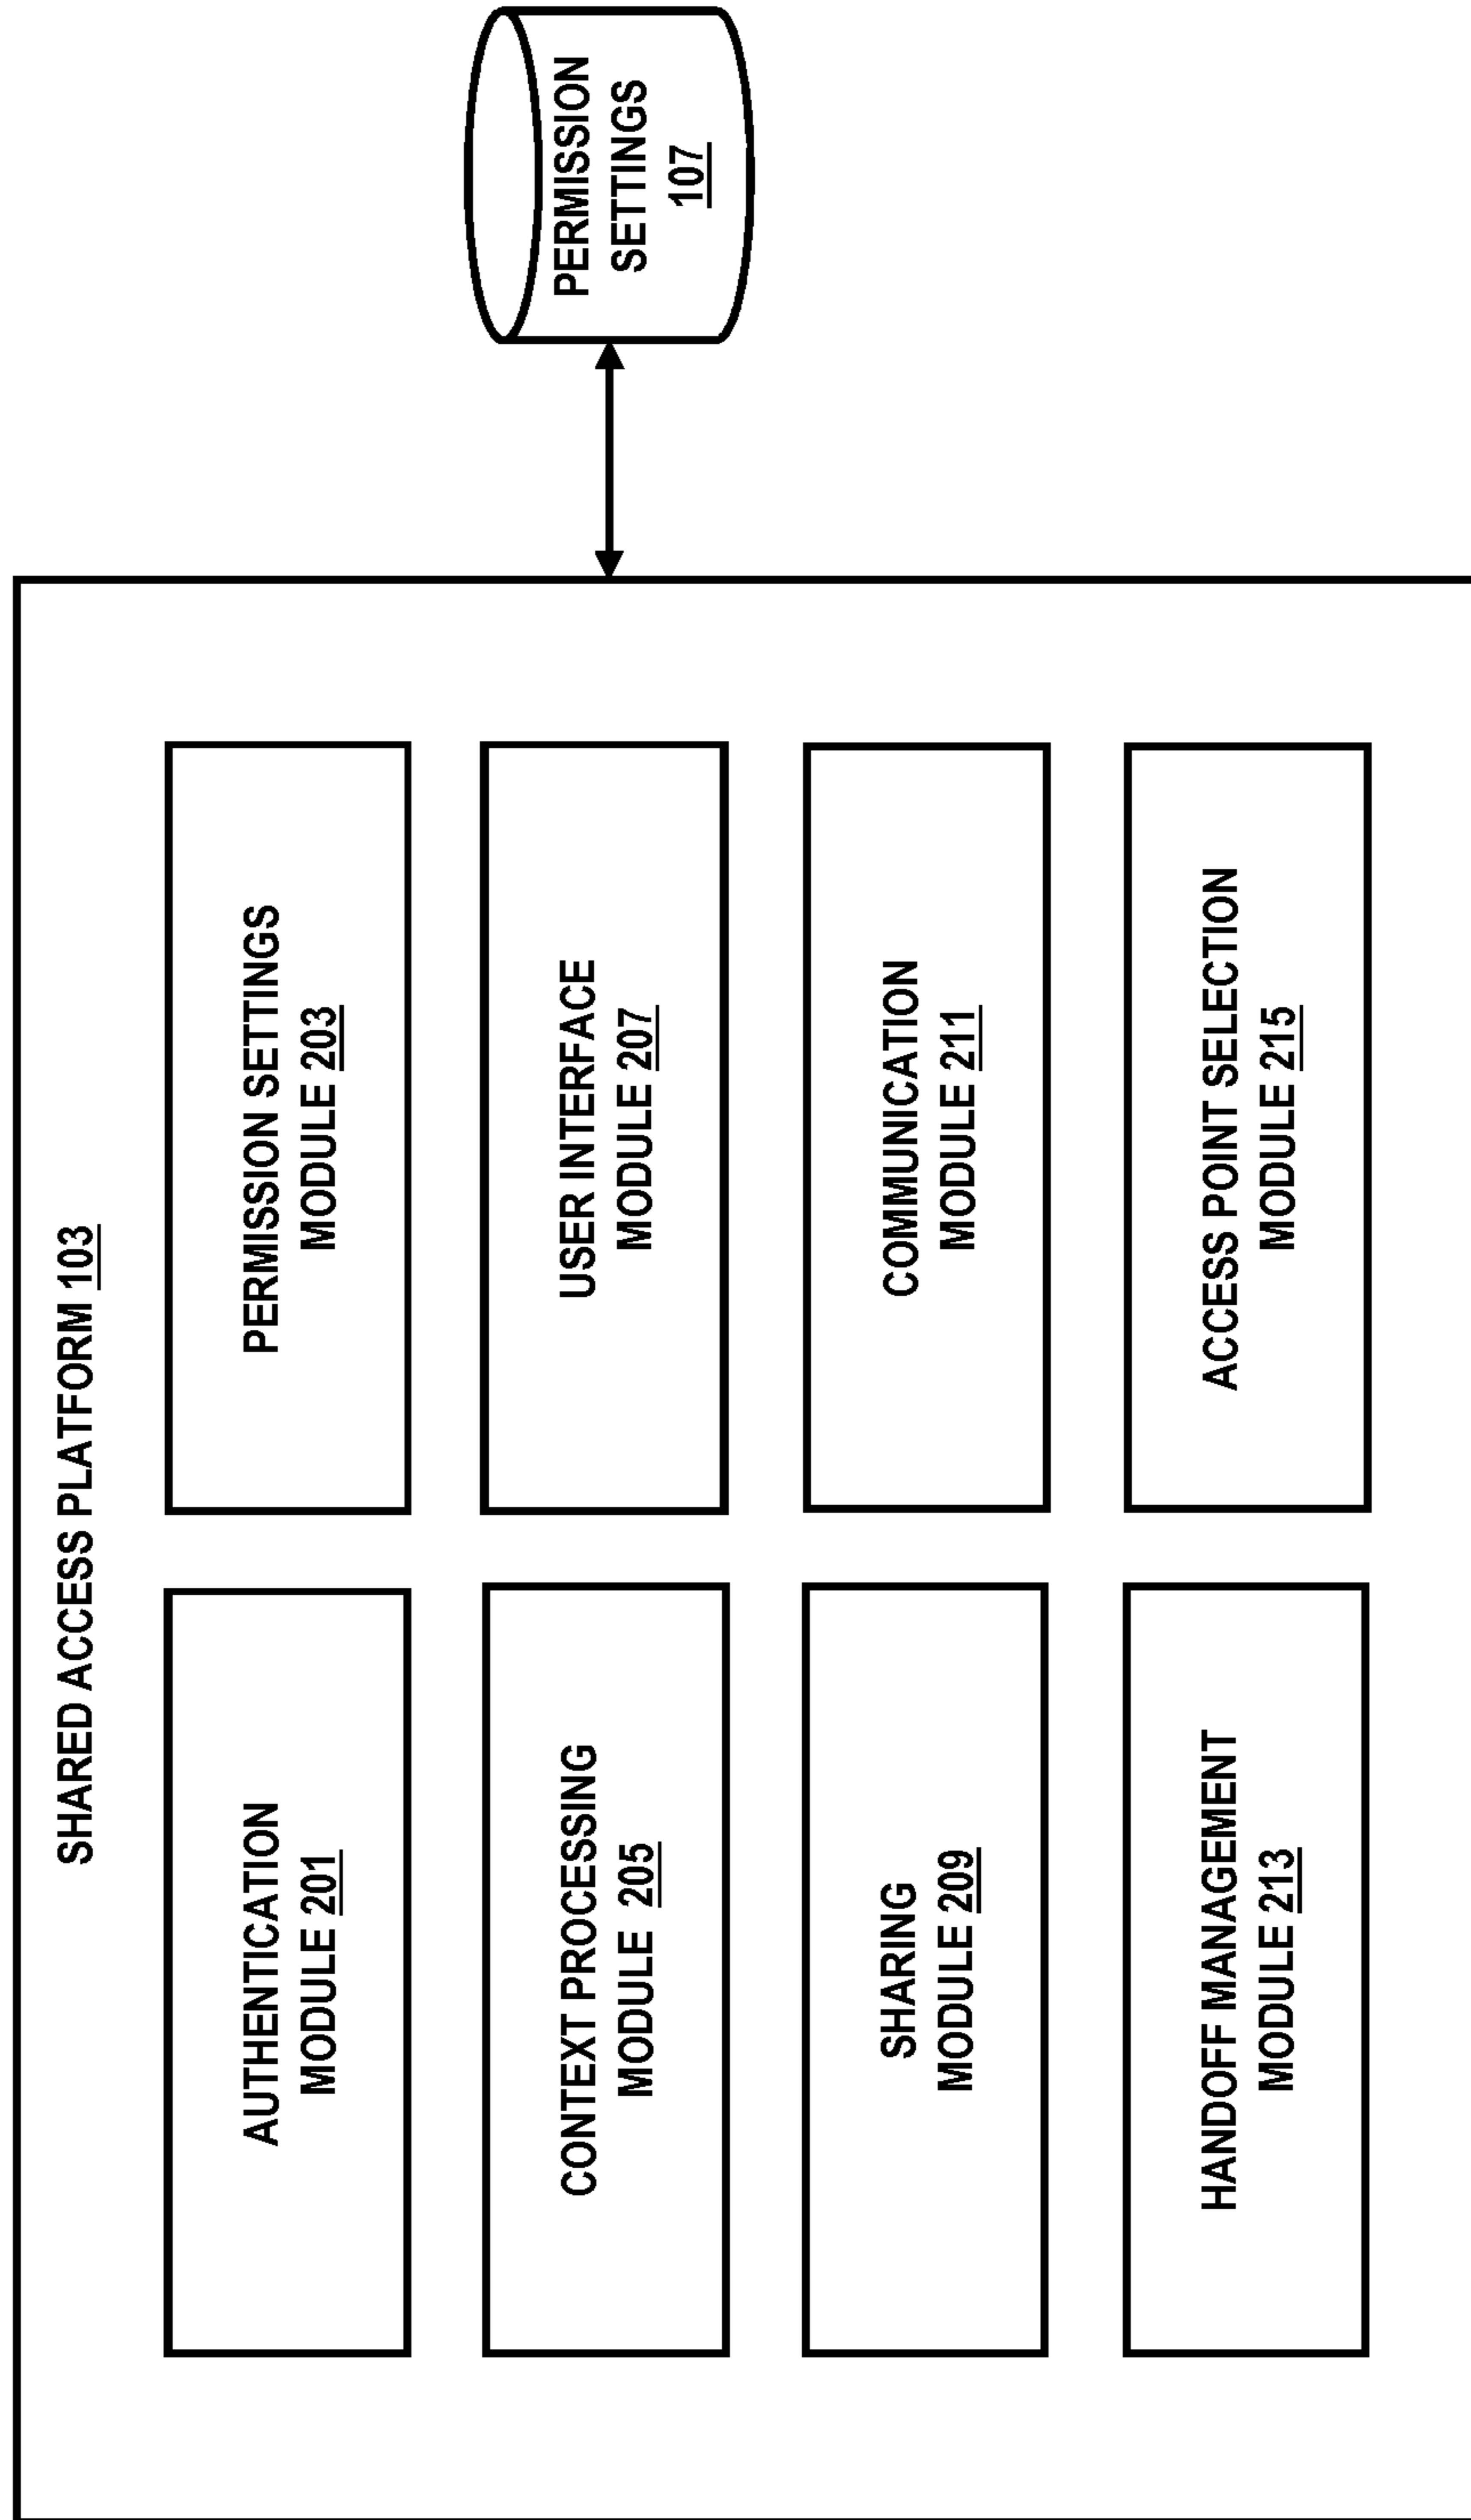 SHARED ACCESS PLATFORM 103
AUTHENTICATION
MODULE 201
PERMISSION SETTINGS
MODULE 203
CONTEXT PROCESSING
MODULE 205
USER INTERFACE
MODULE 207
SHARING
MODULE 209
COMMUNICATION
MODULE 211
HANDOFF MANAGEMENT
MODULE 213
ACCESS POINT SELECTION
MODULE 215
PERMISSION
SETTINGS
107